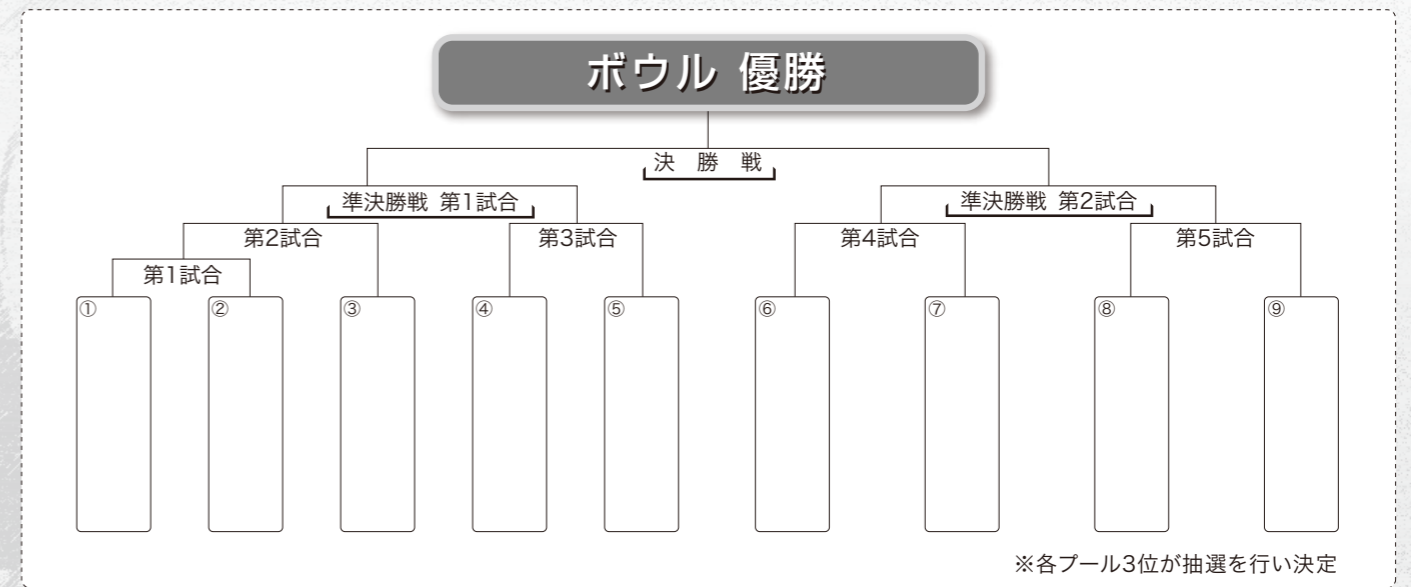 ボウル 優勝
決 勝 戦
準決勝戦 第1試合
準決勝戦 第2試合
第2試合
第3試合
第4試合
第5試合
第1試合
①
②
③
④
⑤
⑥
⑦
⑧
⑨
※各プール3位が抽選を行い決定